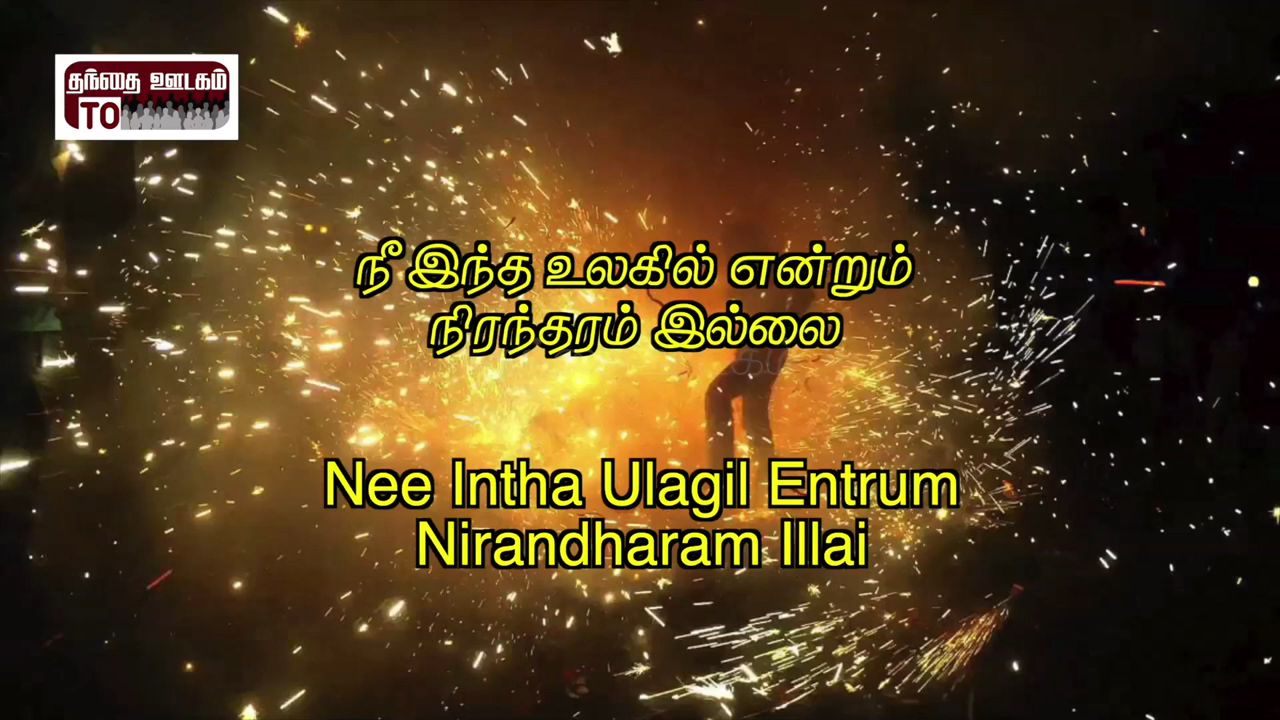 தந்தை ஊடகம்
TO
நீ இந்த உலகில் என்றும்
நிரந்தரம் இல்லை
Nee Intha Ulagil Entrum
Nirandharam Illai